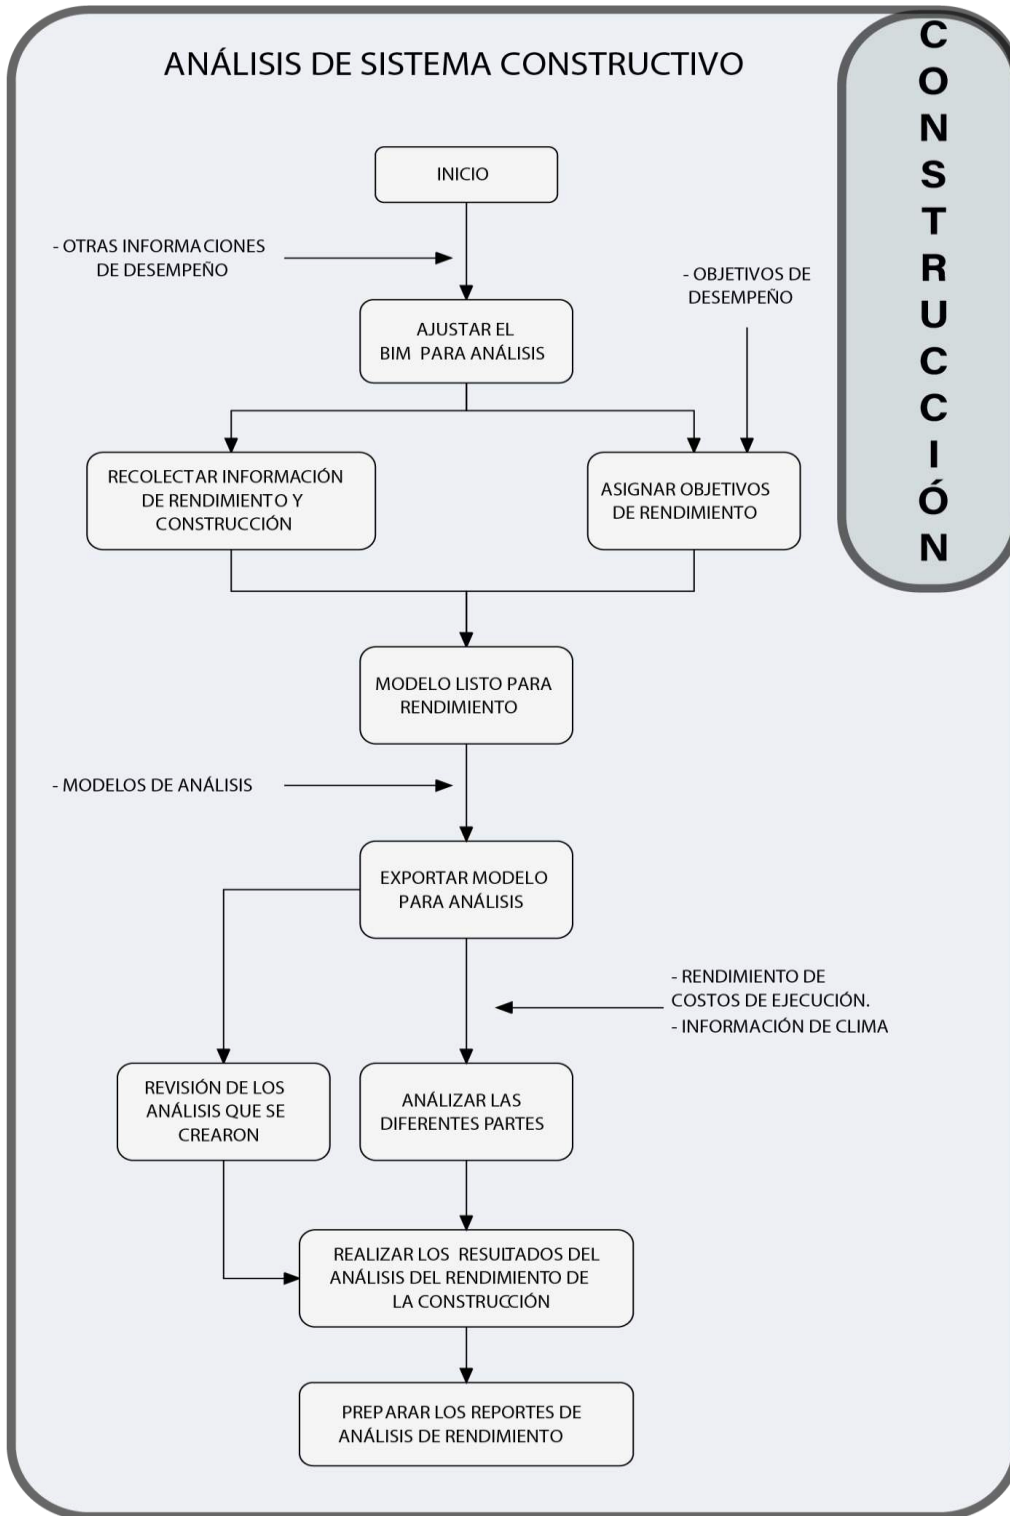 ANÁLISIS DE SISTEMA CONSTRUCTIVO
CONSTRUCCIÓN
INICIO
- OTRAS INFORMACIONES
DE DESEMPEÑO
- OBJETIVOS DE
DESEMPEÑO
AJUSTAR EL
BIM PARA ANÁLISIS
RECOLECTAR INFORMACIÓN
DE RENDIMIENTO Y
CONSTRUCCIÓN
ASIGNAR OBJETIVOS
DE RENDIMIENTO
MODELO LISTO PARA
RENDIMIENTO
- MODELOS DE ANÁLISIS
EXPORTAR MODELO
PARA ANÁLISIS
- RENDIMIENTO DE
COSTOS DE EJECUCIÓN.
- INFORMACIÓN DE CLIMA
REVISIÓN DE LOS
ANÁLISIS QUE SE
CREARON
ANÁLIZAR LAS
DIFERENTES PARTES
REALIZAR LOS RESULTADOS DEL
ANÁLISIS DEL RENDIMIENTO DE
LA CONSTRUCCIÓN
PREPARAR LOS REPORTES DE
ANÁLISIS DE RENDIMIENTO